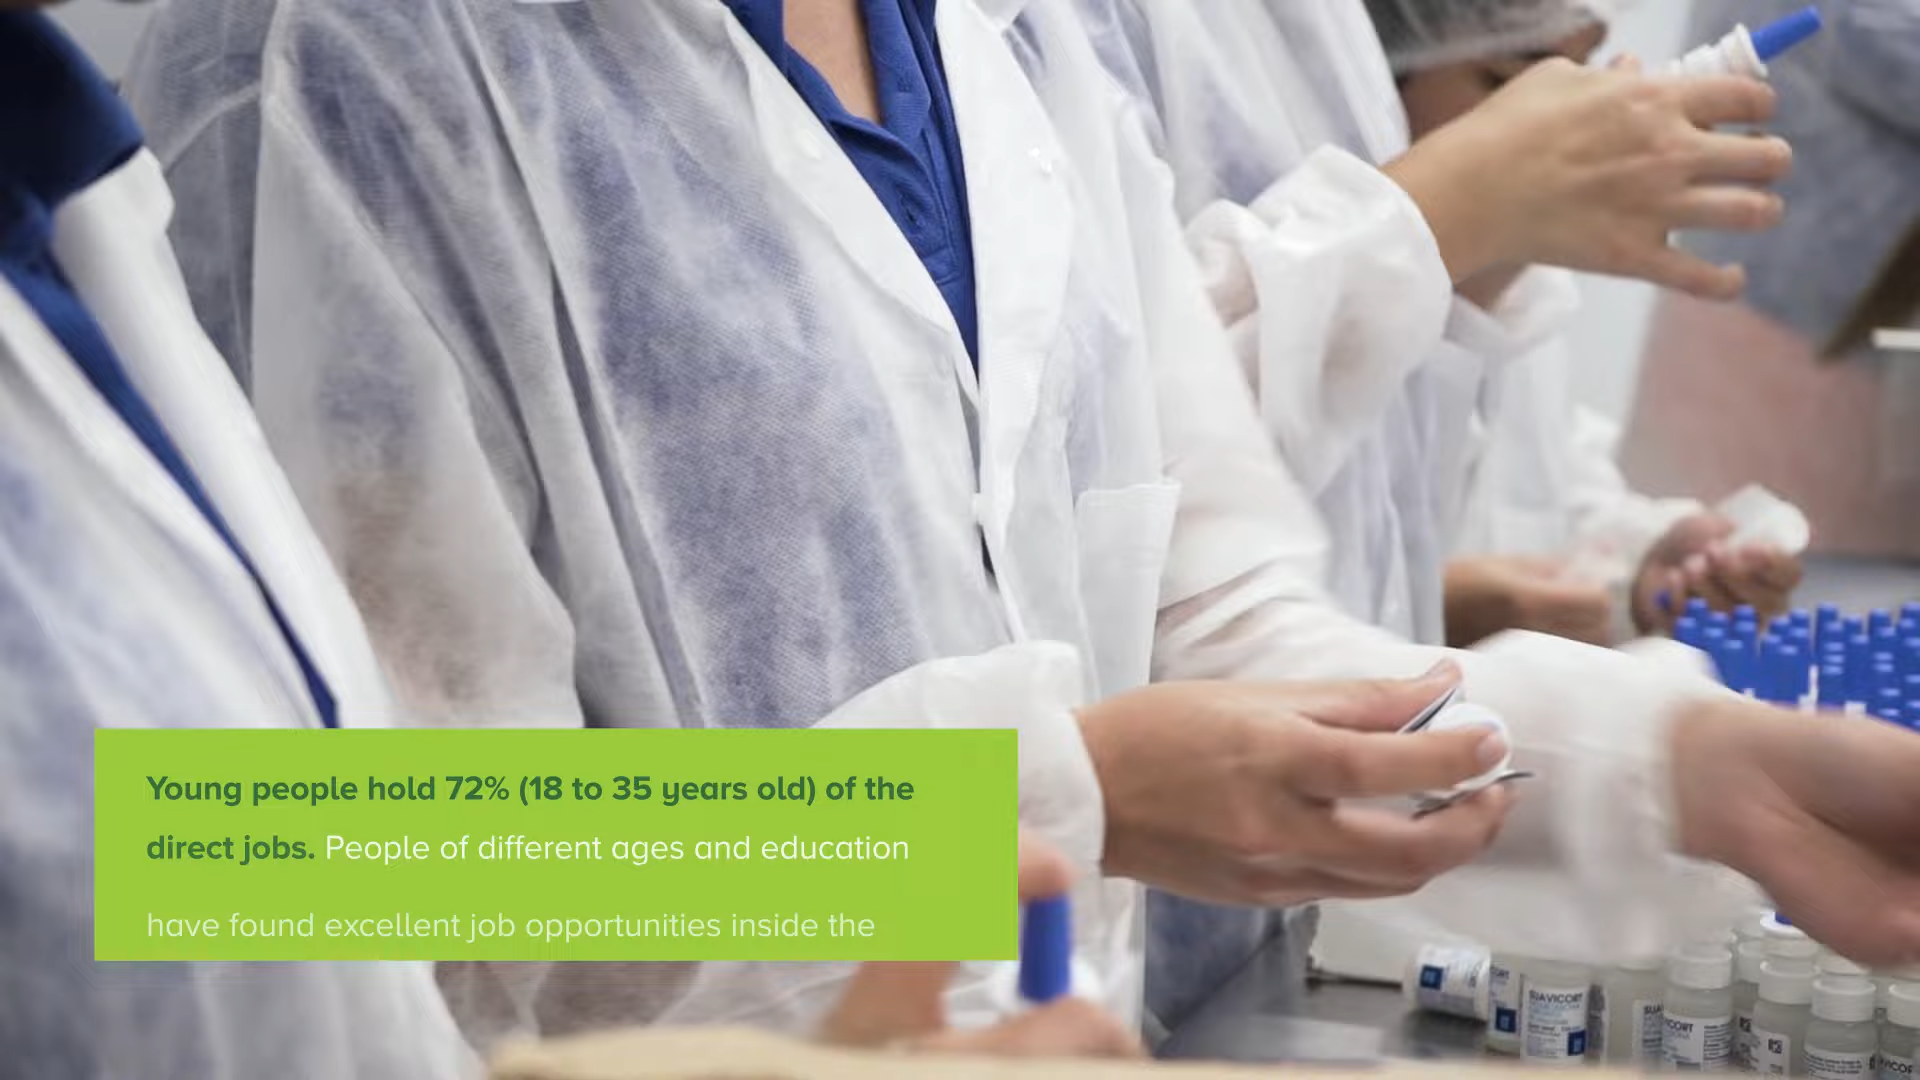 Young people hold 72% (18 to 35 years old) of the
direct jobs. People of different ages and education
have found excellent job opportunities inside the
SUAVICORT